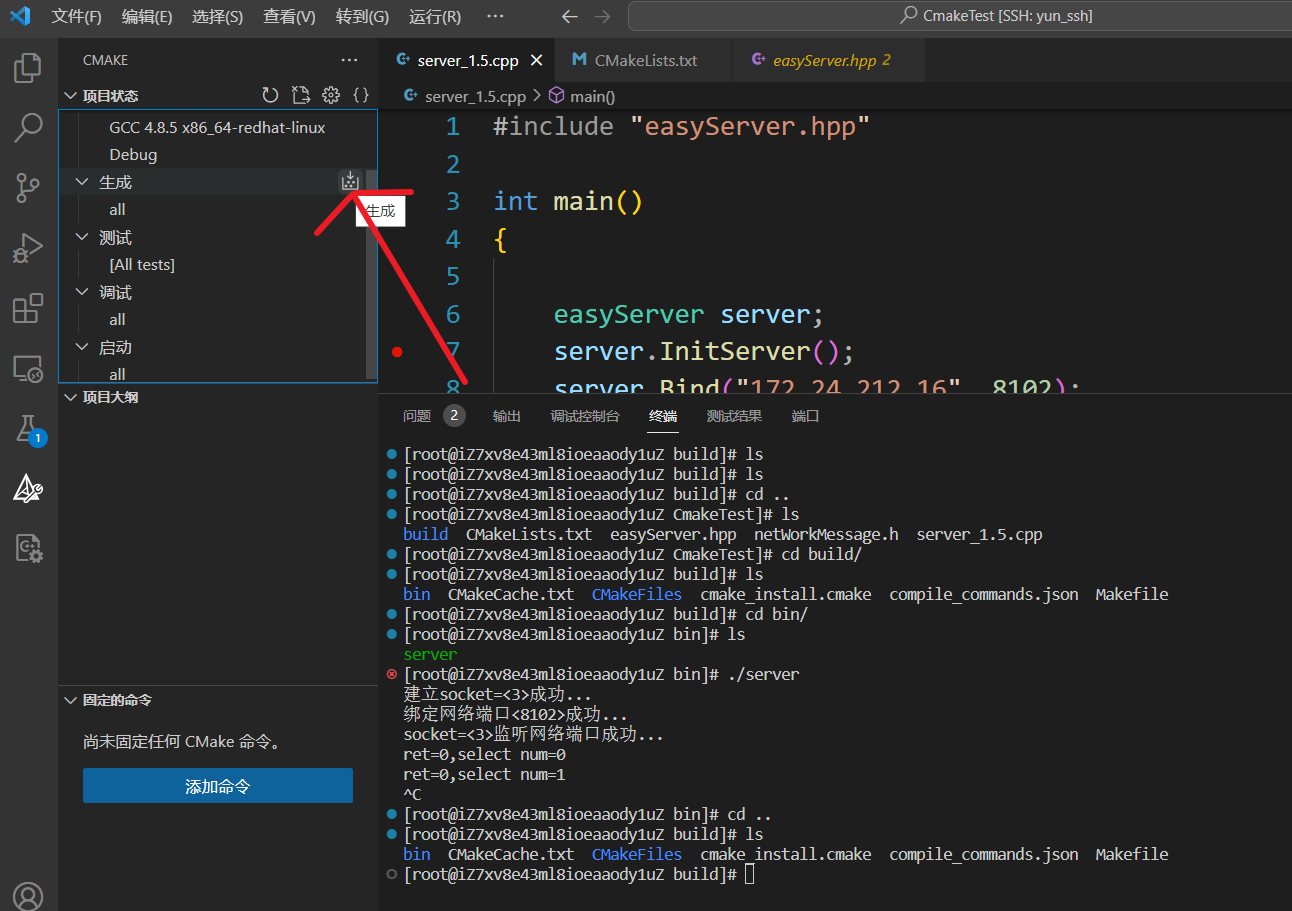 文件(F) 编辑(E) 选择(S) 查看(V) 转到(G) 运行(R) ··· CmakeTest [SSH: yun_ssh]
CMAKE
项目状态
GCC 4.8.5 x86_64-redhat-linux
Debug
生成
生成
all
测试
[All tests]
调试
all
启动
all
项目大纲
固定的命令
尚未固定任何 CMake 命令。
添加命令
1
server_1.5.cpp CMakeLists.txt easyServer.hpp 2
server_1.5.cpp > main()
1 #include "easyServer.hpp"
2
3 int main()
4 {
5
6 easyServer server;
7 server.InitServer();
8 server.Bind("172.24.212.16", 8102);
问题 2 输出 调试控制台 终端 测试结果 端口
[root@iZ7xv8e43ml8ioeaaody1uZ build]# ls
[root@iZ7xv8e43ml8ioeaaody1uZ build]# ls
[root@iZ7xv8e43ml8ioeaaody1uZ build]# cd ..
[root@iZ7xv8e43ml8ioeaaody1uZ CmakeTest]# ls
build CMakeLists.txt easyServer.hpp netWorkMessage.h server_1.5.cpp
[root@iZ7xv8e43ml8ioeaaody1uZ CmakeTest]# cd build/
[root@iZ7xv8e43ml8ioeaaody1uZ build]# ls
bin CMakeCache.txt CMakeFiles cmake_install.cmake compile_commands.json Makefile
[root@iZ7xv8e43ml8ioeaaody1uZ build]# cd bin/
[root@iZ7xv8e43ml8ioeaaody1uZ bin]# ls
server
[root@iZ7xv8e43ml8ioeaaody1uZ bin]# ./server
建立socket=<3>成功...
绑定网络端口<8102>成功...
socket=<3>监听网络端口成功...
ret=0,select num=0
ret=0,select num=1
^C
[root@iZ7xv8e43ml8ioeaaody1uZ bin]# cd ..
[root@iZ7xv8e43ml8ioeaaody1uZ build]# ls
bin CMakeCache.txt CMakeFiles cmake_install.cmake compile_commands.json Makefile
[root@iZ7xv8e43ml8ioeaaody1uZ build]#